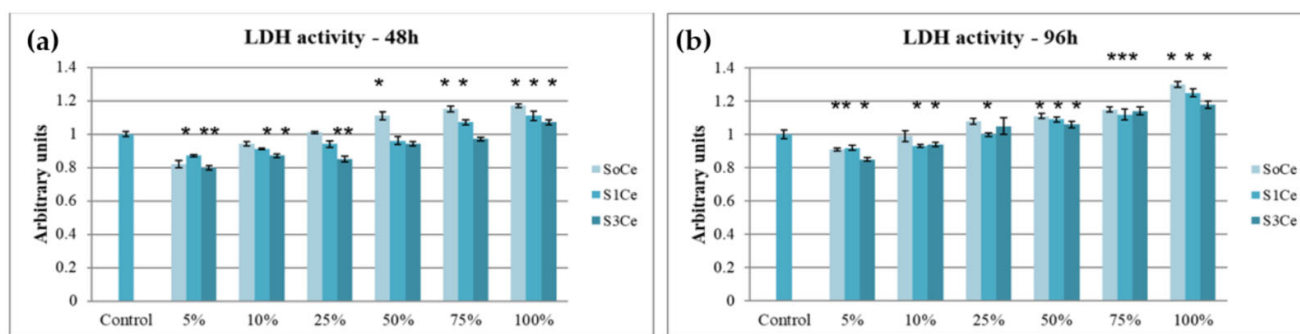 (a)
LDH activity - 48h
Arbitrary units
1.4
1.2
1
0.8
0.6
0.4
0.2
0
* **
* *
**
*
* *
* * *
Control 5% 10% 25% 50% 75% 100%
SoCe
S1Ce
S3Ce
(b)
LDH activity - 96h
Arbitrary units
1.4
1.2
1
0.8
0.6
0.4
0.2
0
** *
* *
*
* * *
***
* * *
Control 5% 10% 25% 50% 75% 100%
SoCe
S1Ce
S3Ce